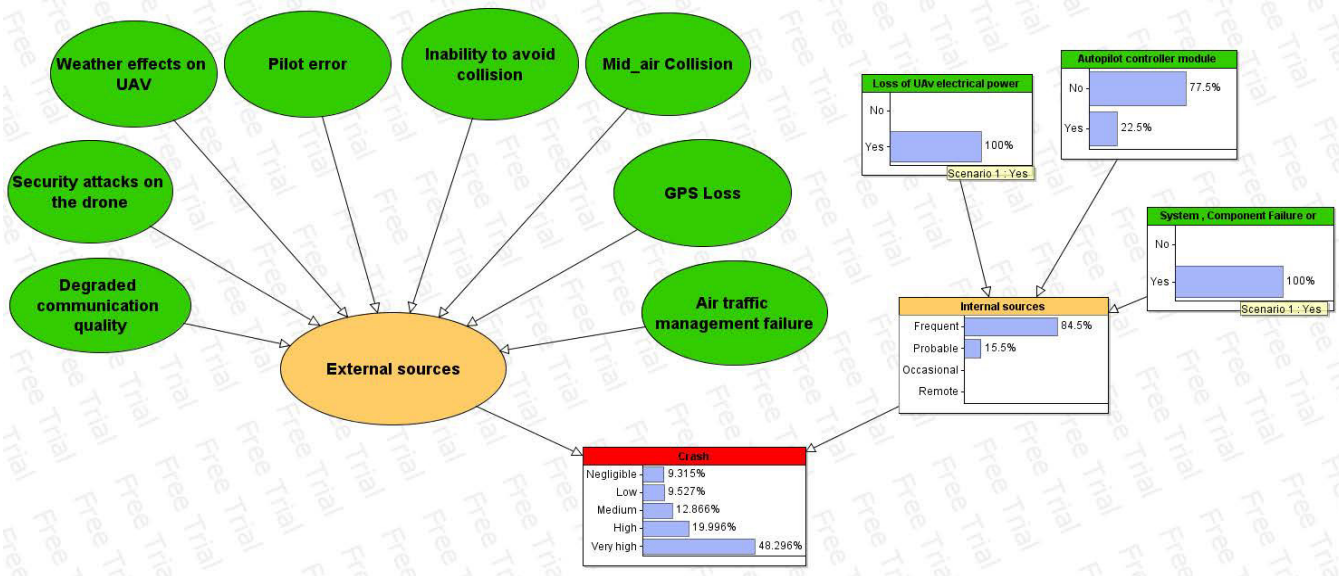 Weather effects on
UAV
Pilot error
Inability to avoid
collision
Mid_air Collision
Security attacks on
the drone
GPS Loss
Degraded
communication
quality
Air traffic
management failure
External sources
Loss of UAv electrical power
No
Yes
100%
Scenario 1 : Yes
Autopilot controller module
No
77.5%
Yes
22.5%
System , Component Failure or
No
Yes
100%
Scenario 1 : Yes
Internal sources
Frequent
84.5%
Probable
15.5%
Occasional
Remote
Crash
Negligible
9.315%
Low
9.527%
Medium
12.866%
High
19.996%
Very high
48.296%
Free Trial